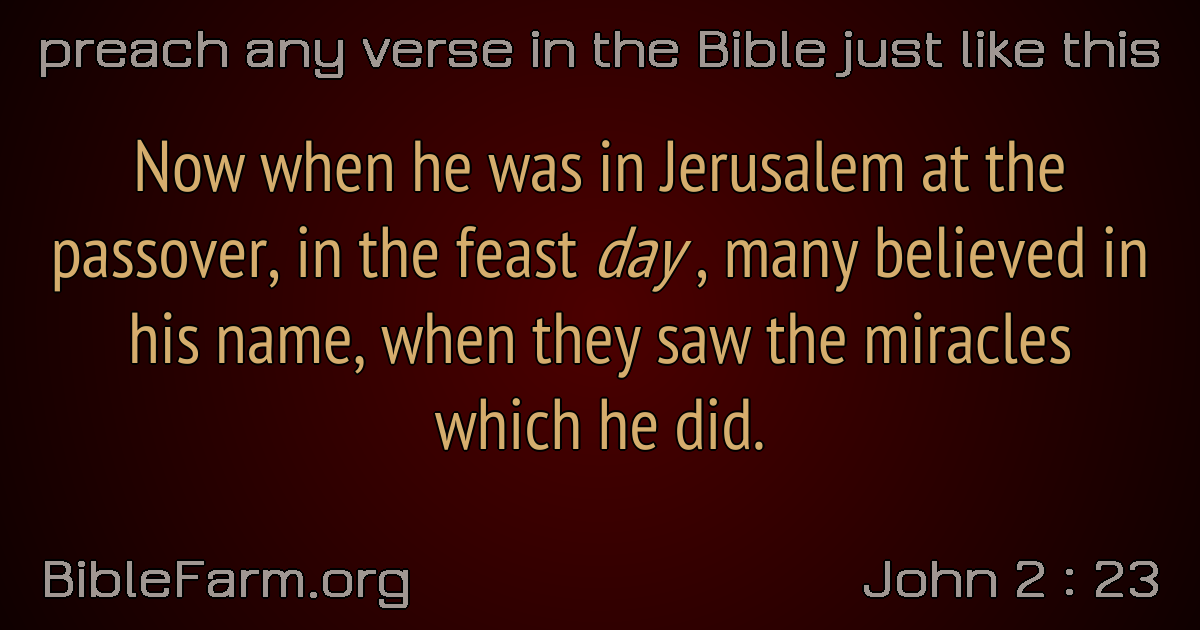 preach any verse in the Bible just like this
Now when he was in Jerusalem at the
passover, in the feast day , many believed in
his name, when they saw the miracles
which he did.
BibleFarm.org
John 2 : 23